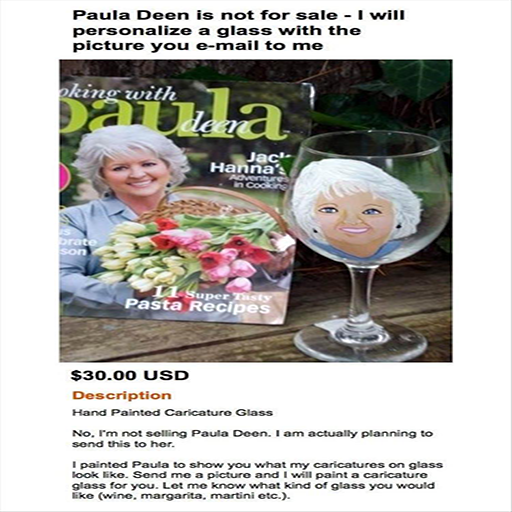 Paula Deen is not for sale - I will
personalize a glass with the
picture you e-mail to me
oking with
paula
deen
Jack
Hanna's
Adventures
in Cooking
us
brate
son
11 Super Tasty
Pasta Recipes
$30.00 USD
Description
Hand Painted Caricature Glass
No, I'm not selling Paula Deen. I am actually planning to
send this to her.
I painted Paula to show you what my caricatures on glass
look like. Send me a picture and I will paint a caricature
glass for you. Let me know what kind of glass you would
like (wine, margarita, martini etc.).